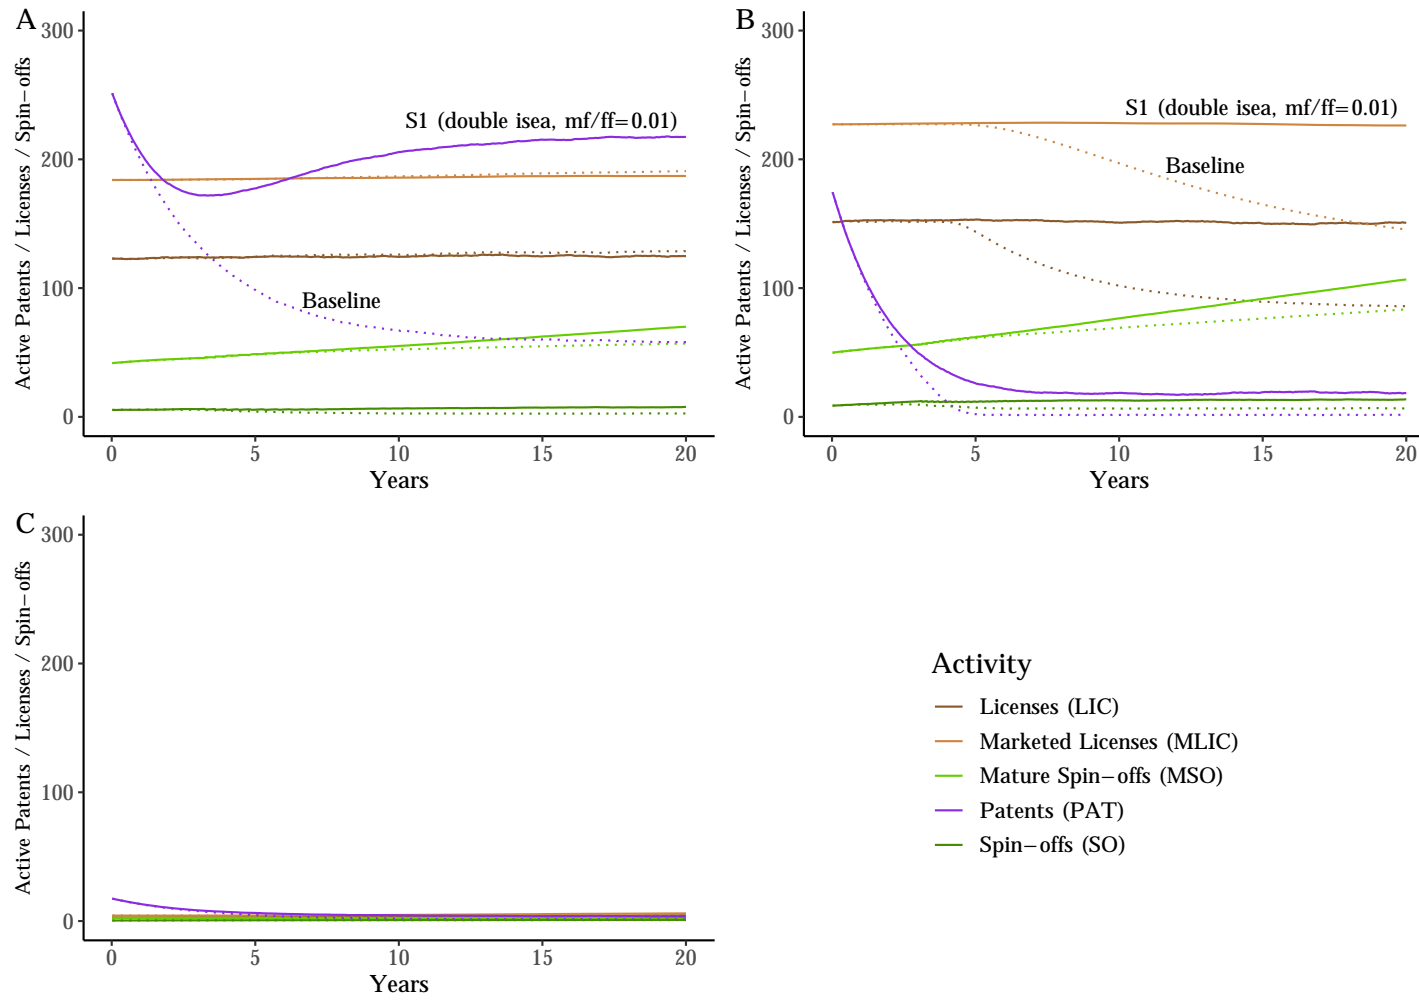 A
Active Patents / Licenses / Spin−offs
300
200
100
0
S1 (double isea, mf/ff=0.01)
Baseline
0 5 10 15 20
Years
B
Active Patents / Licenses / Spin−offs
300
200
100
0
S1 (double isea, mf/ff=0.01)
Baseline
0 5 10 15 20
Years
C
Active Patents / Licenses / Spin−offs
300
200
100
0
0 5 10 15 20
Years
Activity
Licenses (LIC)
Marketed Licenses (MLIC)
Mature Spin−offs (MSO)
Patents (PAT)
Spin−offs (SO)